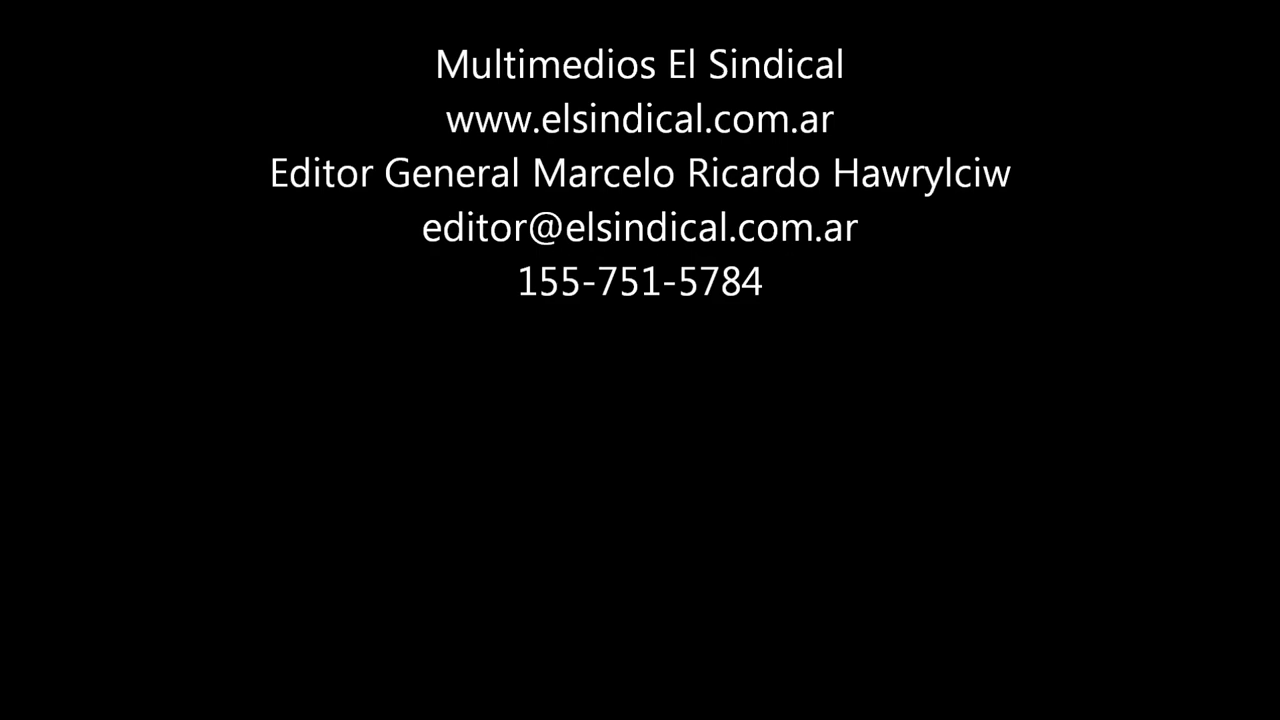 Multimedios El Sindical
www.elsindical.com.ar
Editor General Marcelo Ricardo Hawrylciw
editor@elsindical.com.ar
155-751-5784